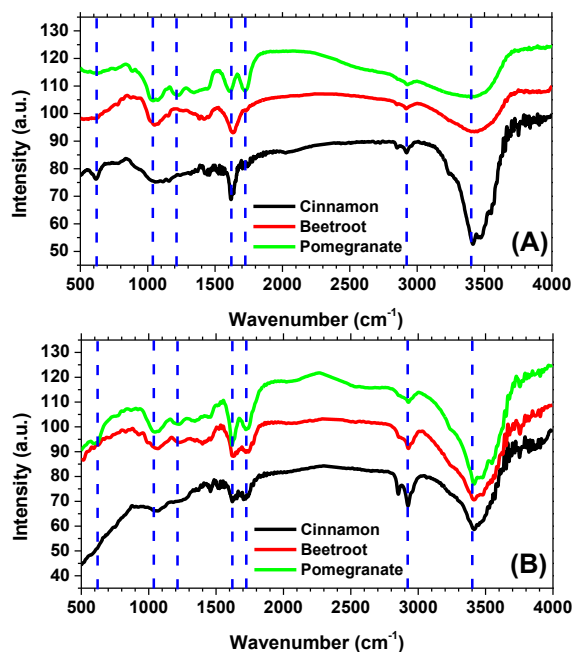 130
120
110
100
90
80
70
60
50
Intensity (a.u.)
Cinnamon
Beetroot
Pomegranate
(A)
500 1000 1500 2000 2500 3000 3500 4000
Wavenumber (cm⁻¹)
130
120
110
100
90
80
70
60
50
40
Intensity (a.u.)
Cinnamon
Beetroot
Pomegranate
(B)
500 1000 1500 2000 2500 3000 3500 4000
Wavenumber (cm⁻¹)